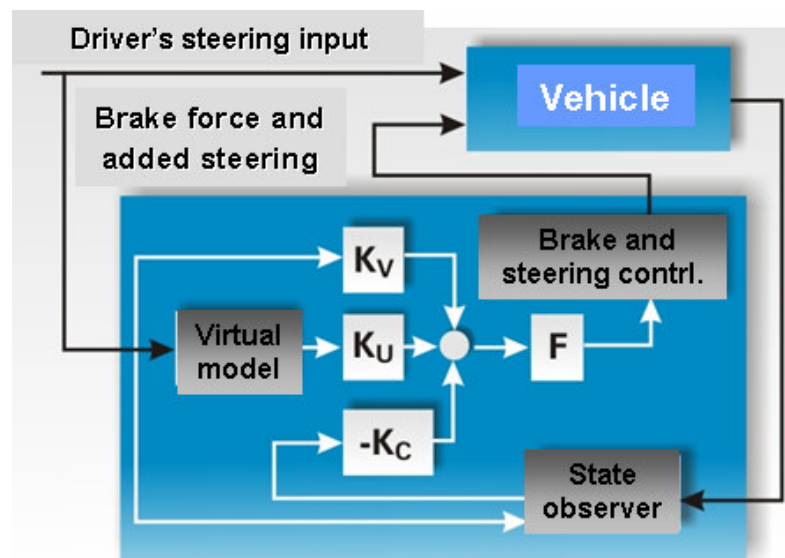 Driver's steering input
Brake force and
added steering
Vehicle
Brake and
steering contrl.
KV
Virtual
model
KU
F
-KC
State
observer